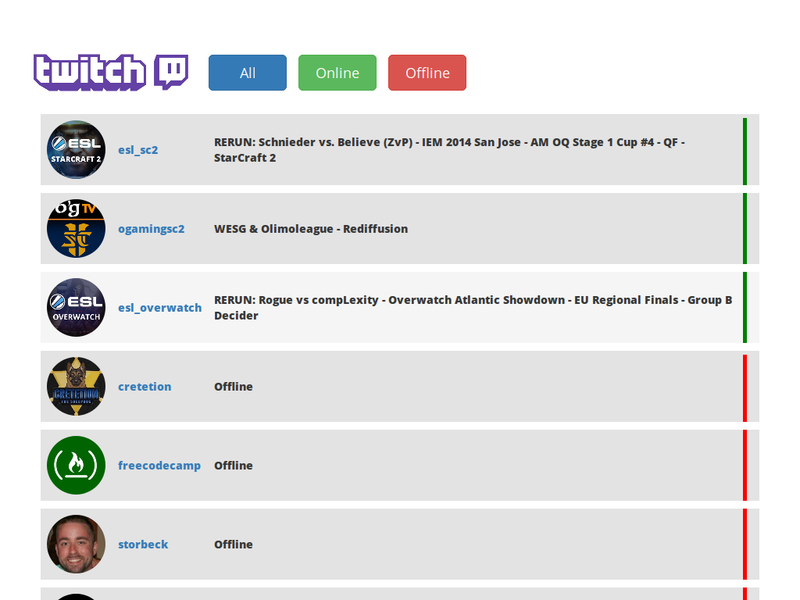 twitch
All
Online
Offline
ESL
STARCRAFT 2
esl_sc2
RERUN: Schnieder vs. Believe (ZvP) - IEM 2014 San Jose - AM OQ Stage 1 Cup #4 - QF -
StarCraft 2
ogTV
ogamingsc2
WESG & Olimoleague - Rediffusion
ESL
OVERWATCH
esl_overwatch
RERUN: Rogue vs compLexity - Overwatch Atlantic Showdown - EU Regional Finals - Group B
Decider
CRETETION
cretetion
Offline
freecodecamp
Offline
storbeck
Offline